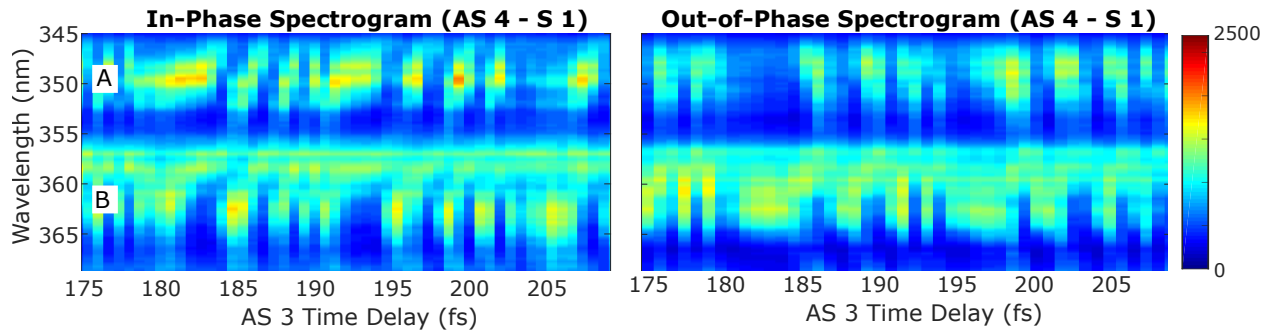 In-Phase Spectrogram (AS 4 - S 1)
Out-of-Phase Spectrogram (AS 4 - S 1)
Wavelength (nm)
345
350
355
360
365
A
B
175 180 185 190 195 200 205
175 180 185 190 195 200 205
AS 3 Time Delay (fs)
AS 3 Time Delay (fs)
2500
1250
0